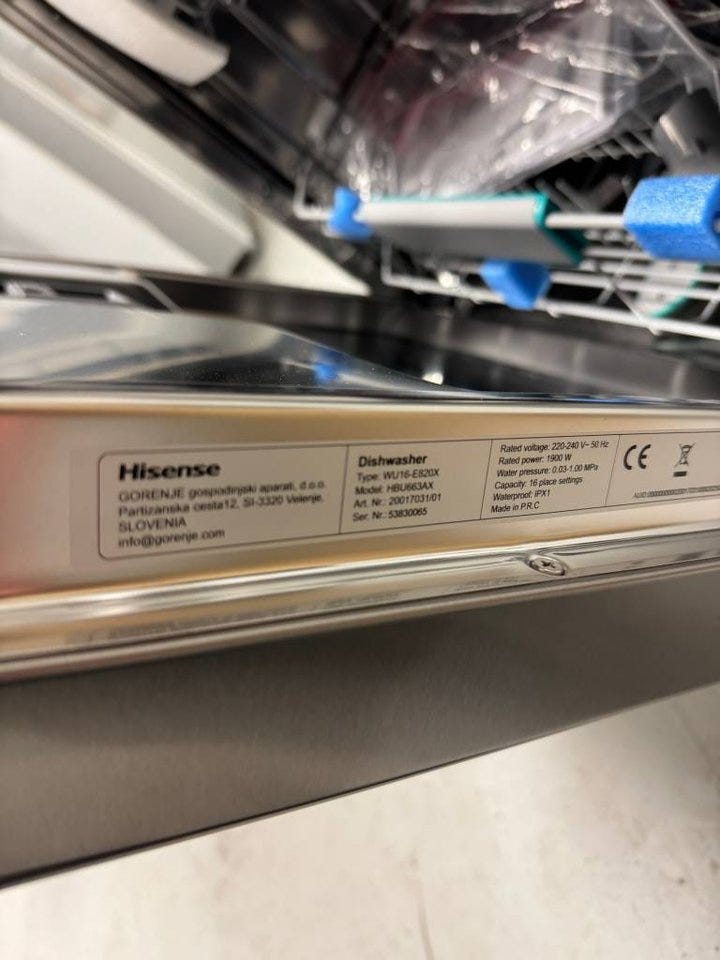 Hisense
GORENJE gospodinjski aparati, d.o.o.
Partizanska cesta12, SI-3320 Velenje,
SLOVENIA
info@gorenje.com
Dishwasher
Type: WU16-E820X
Model: HBU663AX
Art. Nr.: 20017031/01
Ser. Nr.: 53830065
Rated voltage: 220-240 V~ 50 Hz
Rated power: 1900 W
Water pressure: 0.03-1.00 MPa
Capacity: 16 place settings
Waterproof: IPX1
Made in P.R.C
CE